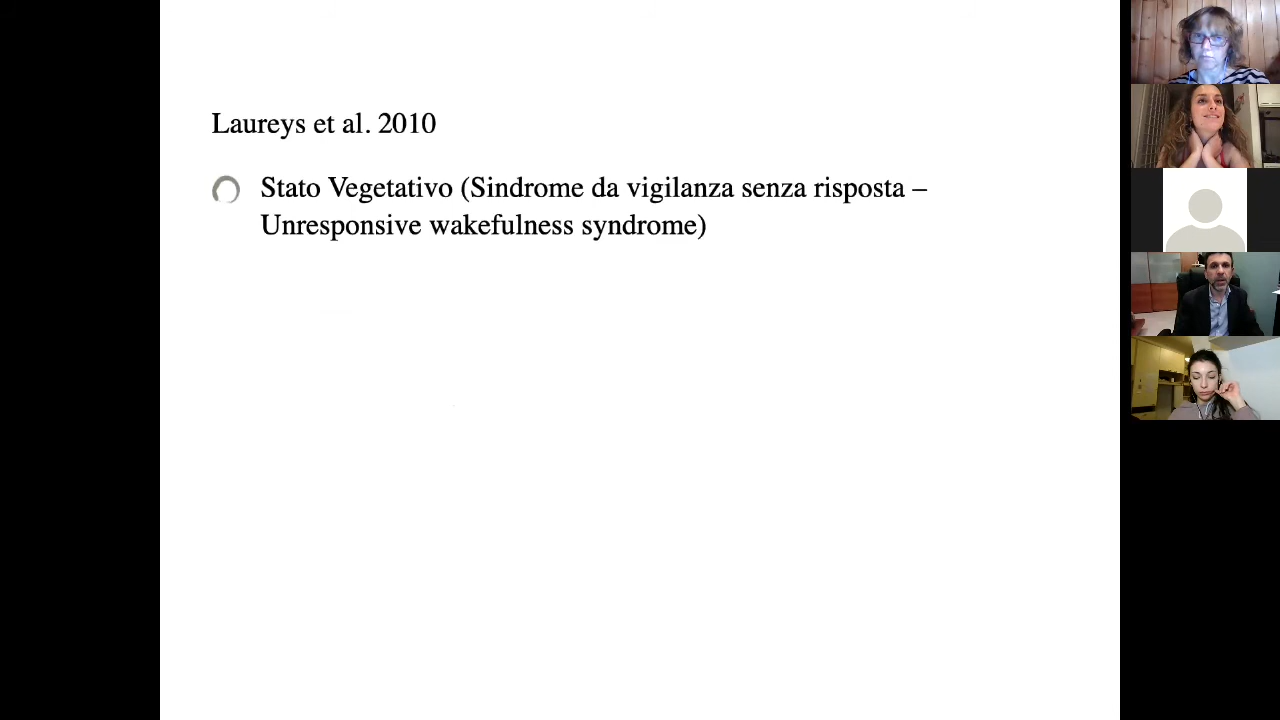 Laureys et al. 2010
Stato Vegetativo (Sindrome da vigilanza senza risposta –
Unresponsive wakefulness syndrome)